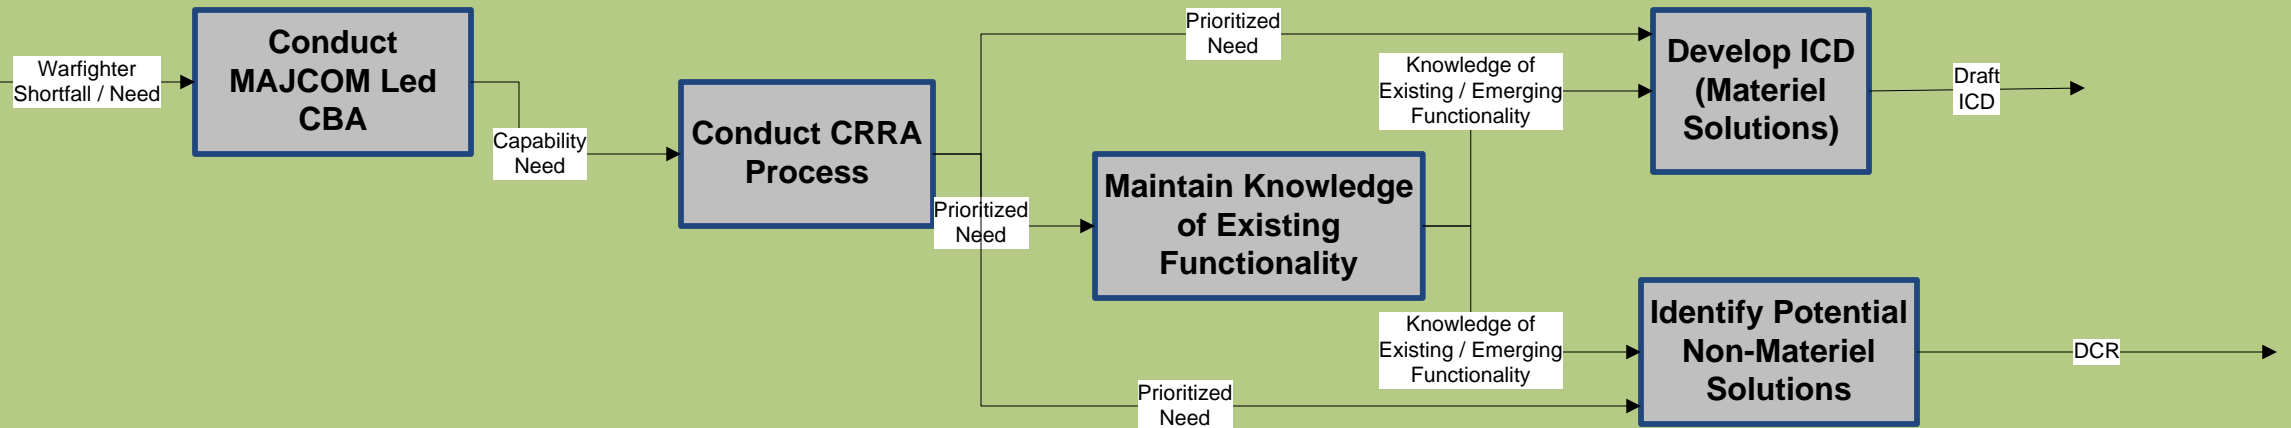 Warfighter
Shortfall / Need
Conduct
MAJCOM Led
CBA
Capability
Need
Conduct CRRA
Process
Prioritized
Need
Prioritized
Need
Prioritized
Need
Maintain Knowledge
of Existing
Functionality
Knowledge of
Existing / Emerging
Functionality
Knowledge of
Existing / Emerging
Functionality
Develop ICD
(Materiel
Solutions)
Draft
ICD
Identify Potential
Non-Materiel
Solutions
DCR